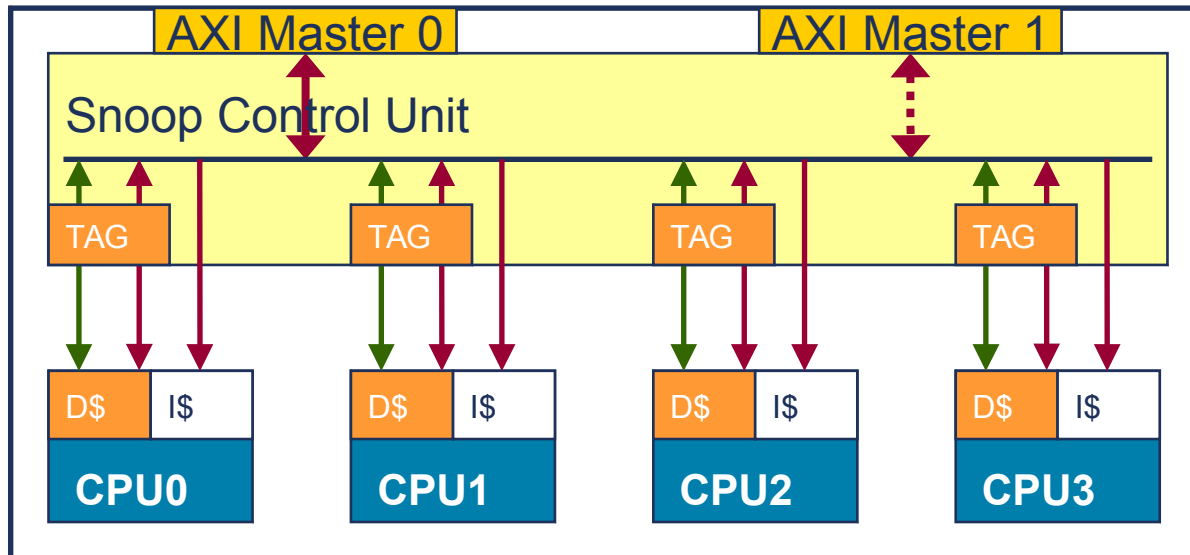 AXI Master 0
AXI Master 1
Snoop Control Unit
TAG
TAG
TAG
TAG
D$ I$
D$ I$
D$ I$
D$ I$
CPU0
CPU1
CPU2
CPU3